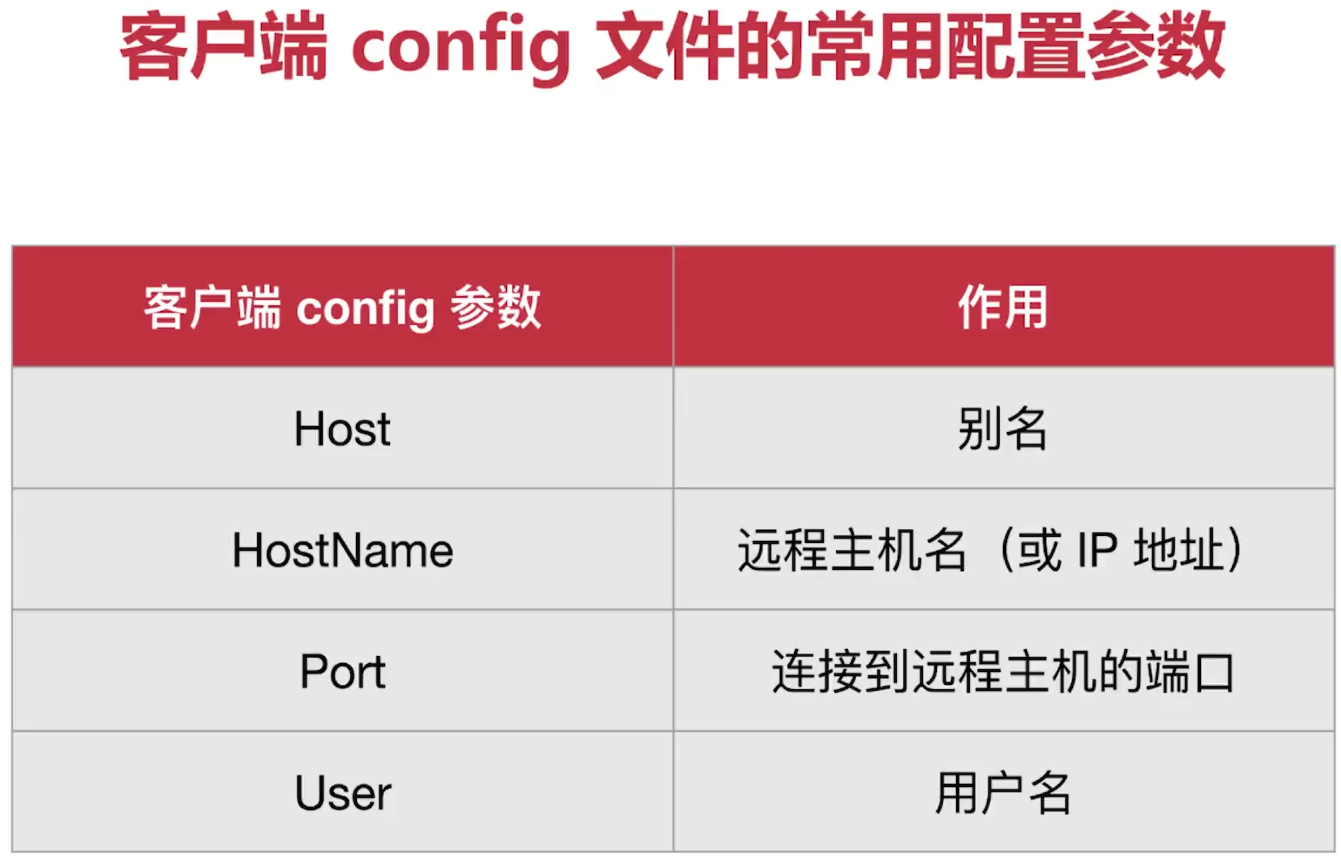 客户端 config 文件的常用配置参数
客户端 config 参数 作用
Host 别名
HostName 远程主机名（或 IP 地址）
Port 连接到远程主机的端口
User 用户名